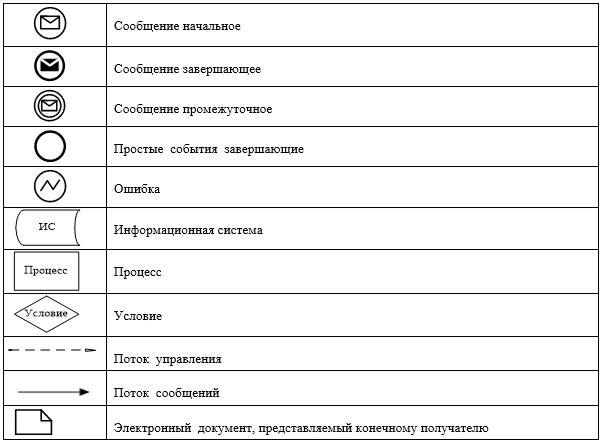 Сообщение начальное
Сообщение завершающее
Сообщение промежуточное
Простые события завершающие
Ошибка
ИС
Информационная система
Процесс
Процесс
Условие
Условие
Поток управления
Поток сообщений
Электронный документ, представляемый конечному получателю